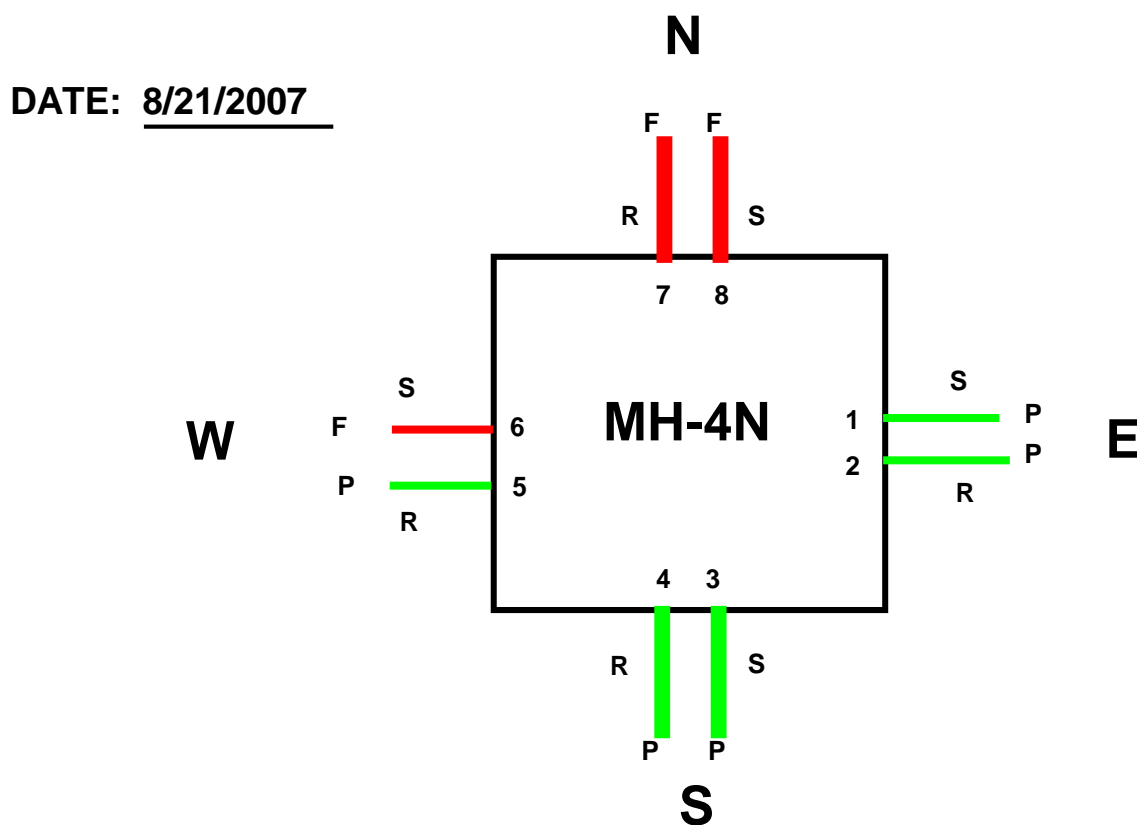 N
DATE: 8/21/2007
F F
R S
7 8
S S
F 6 MH-4N 1 P
W E
P 5 2 P
R R
4 3
R S
P P
S